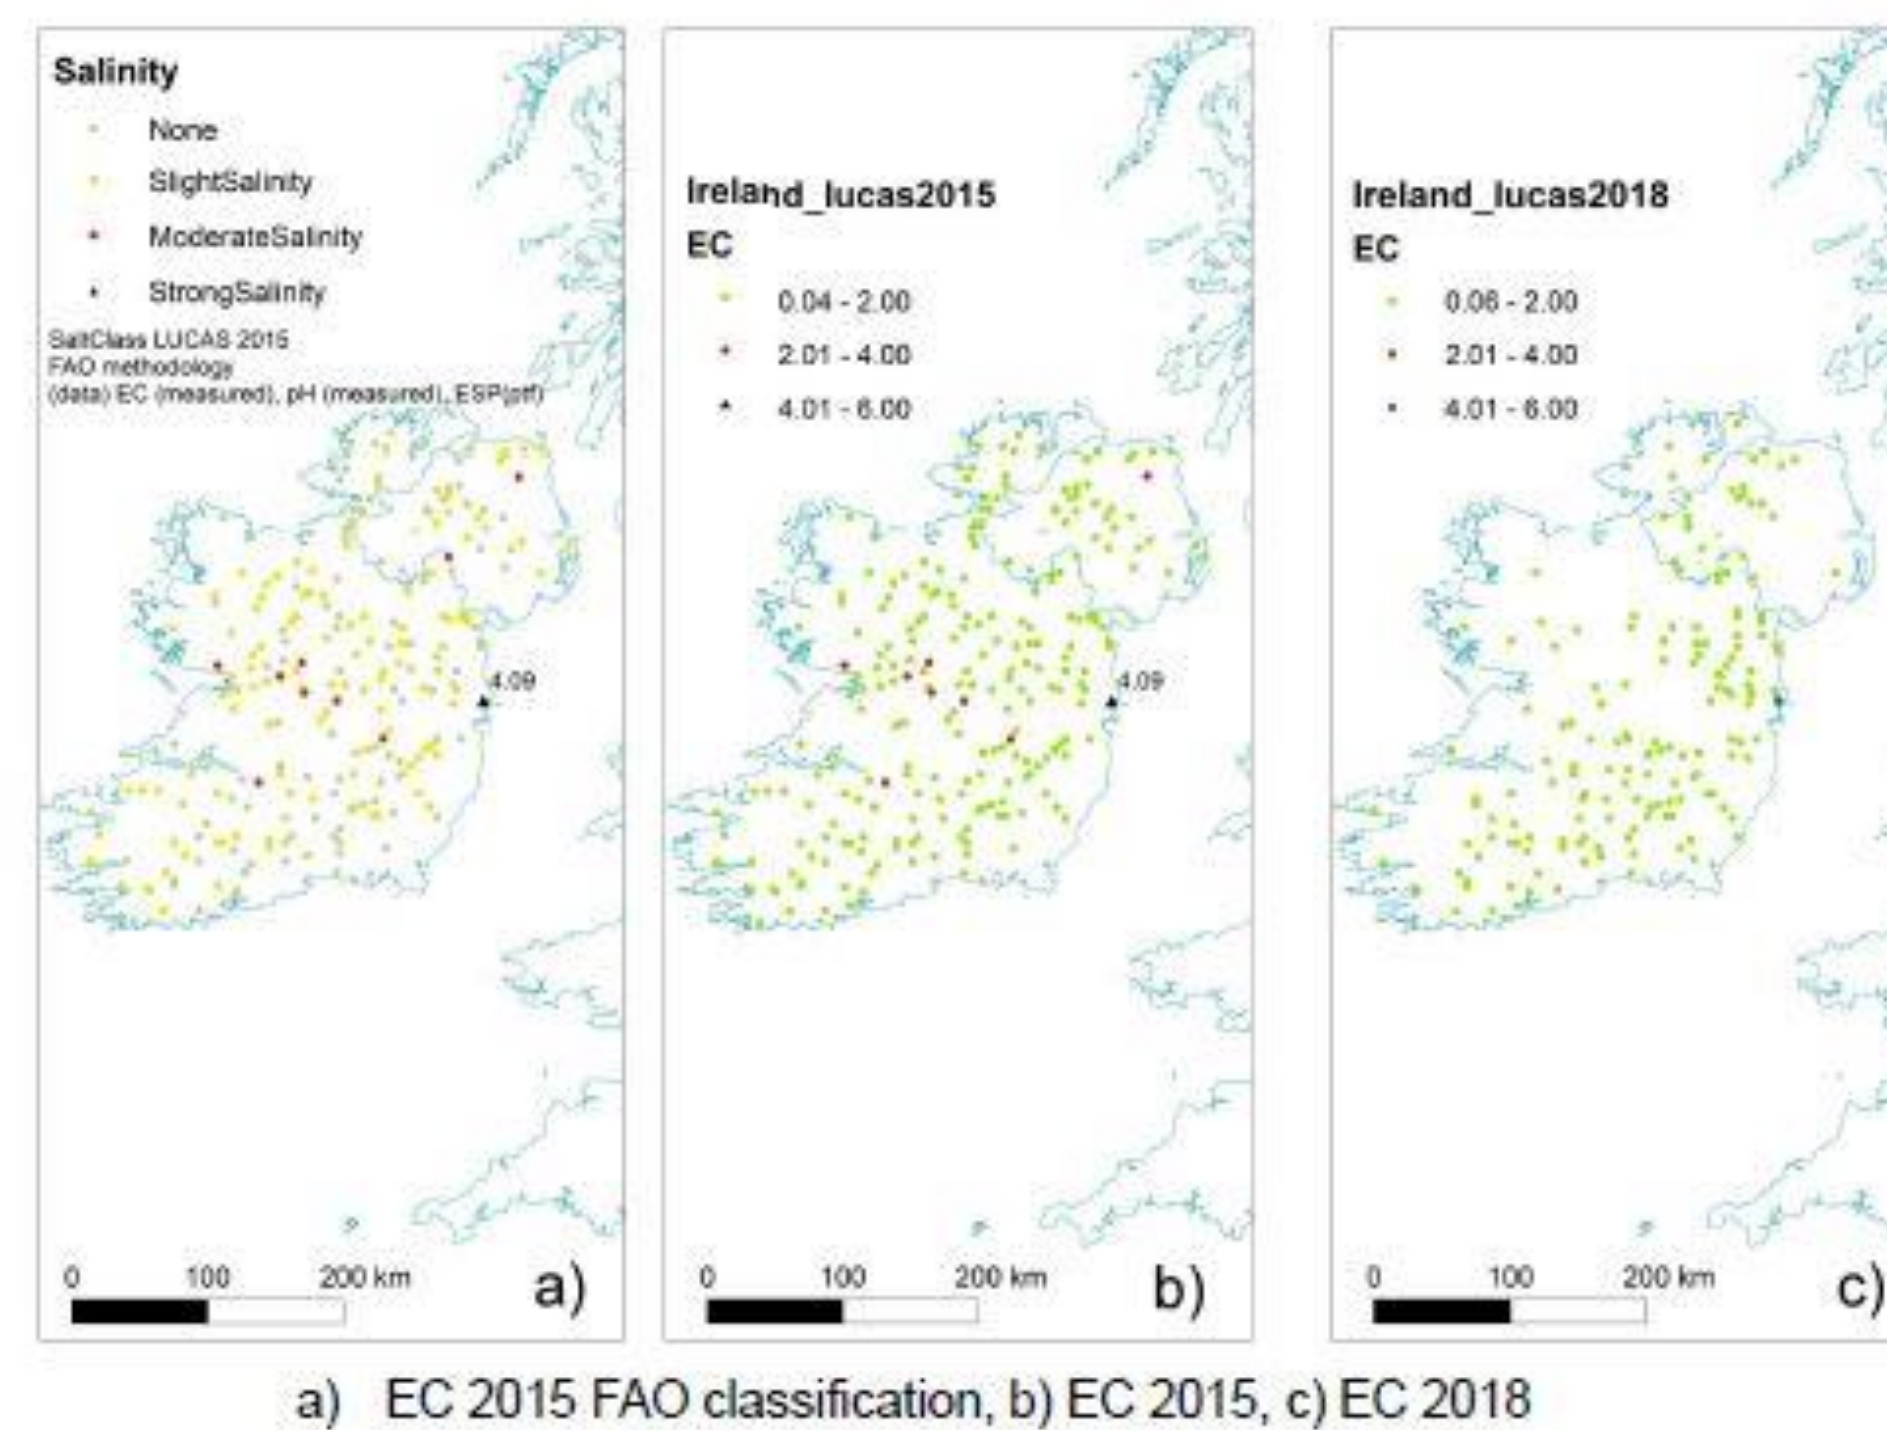 Salinity
None
SlightSalinity
ModerateSalinity
StrongSalinity
SaltClass LUCAS 2015
FAO methodology
(data) EC (measured), pH (measured), ESP(ptf)
4.09
0 100 200 km
a)
Ireland_lucas2015
EC
0.04 - 2.00
2.01 - 4.00
4.01 - 6.00
4.09
0 100 200 km
b)
Ireland_lucas2018
EC
0.06 - 2.00
2.01 - 4.00
4.01 - 6.00
0 100 200 km
c)
a) EC 2015 FAO classification, b) EC 2015, c) EC 2018